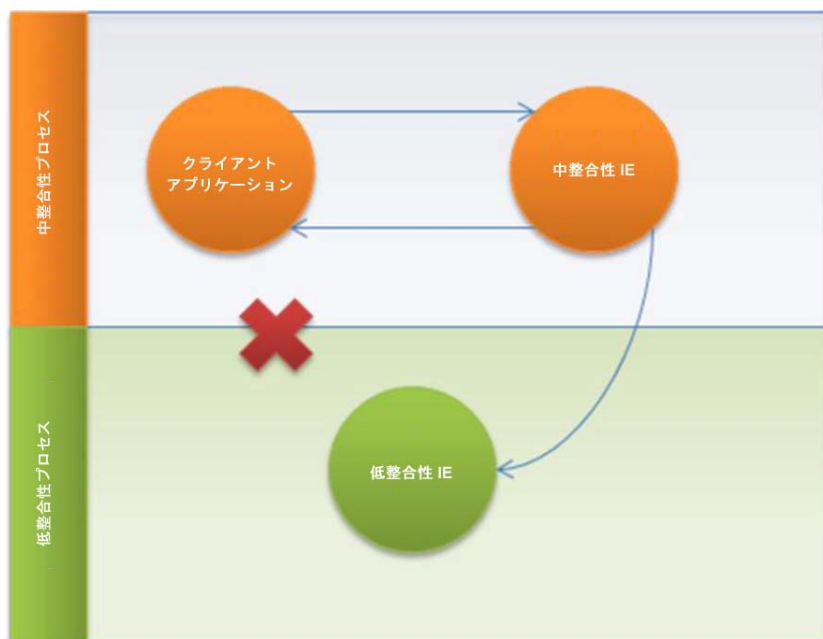 中整合性プロセス
クライアント
アプリケーション
中整合性 IE
低整合性プロセス
低整合性 IE